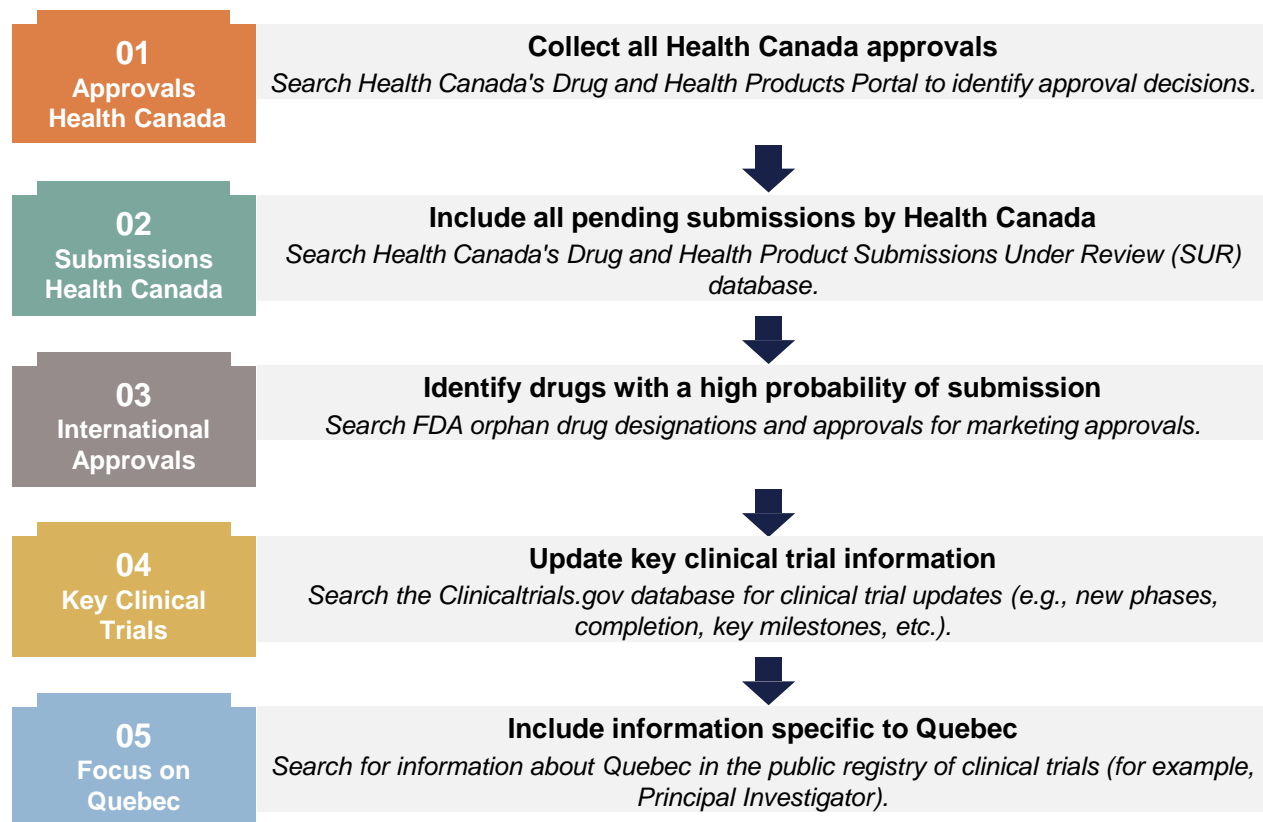 01
Approvals
Health Canada
Collect all Health Canada approvals
Search Health Canada's Drug and Health Products Portal to identify approval decisions.
02
Submissions
Health Canada
Include all pending submissions by Health Canada
Search Health Canada's Drug and Health Product Submissions Under Review (SUR)
database.
03
International
Approvals
Identify drugs with a high probability of submission
Search FDA orphan drug designations and approvals for marketing approvals.
04
Key Clinical
Trials
Update key clinical trial information
Search the Clinicaltrials.gov database for clinical trial updates (e.g., new phases,
completion, key milestones, etc.).
05
Focus on
Quebec
Include information specific to Quebec
Search for information about Quebec in the public registry of clinical trials (for example,
Principal Investigator).